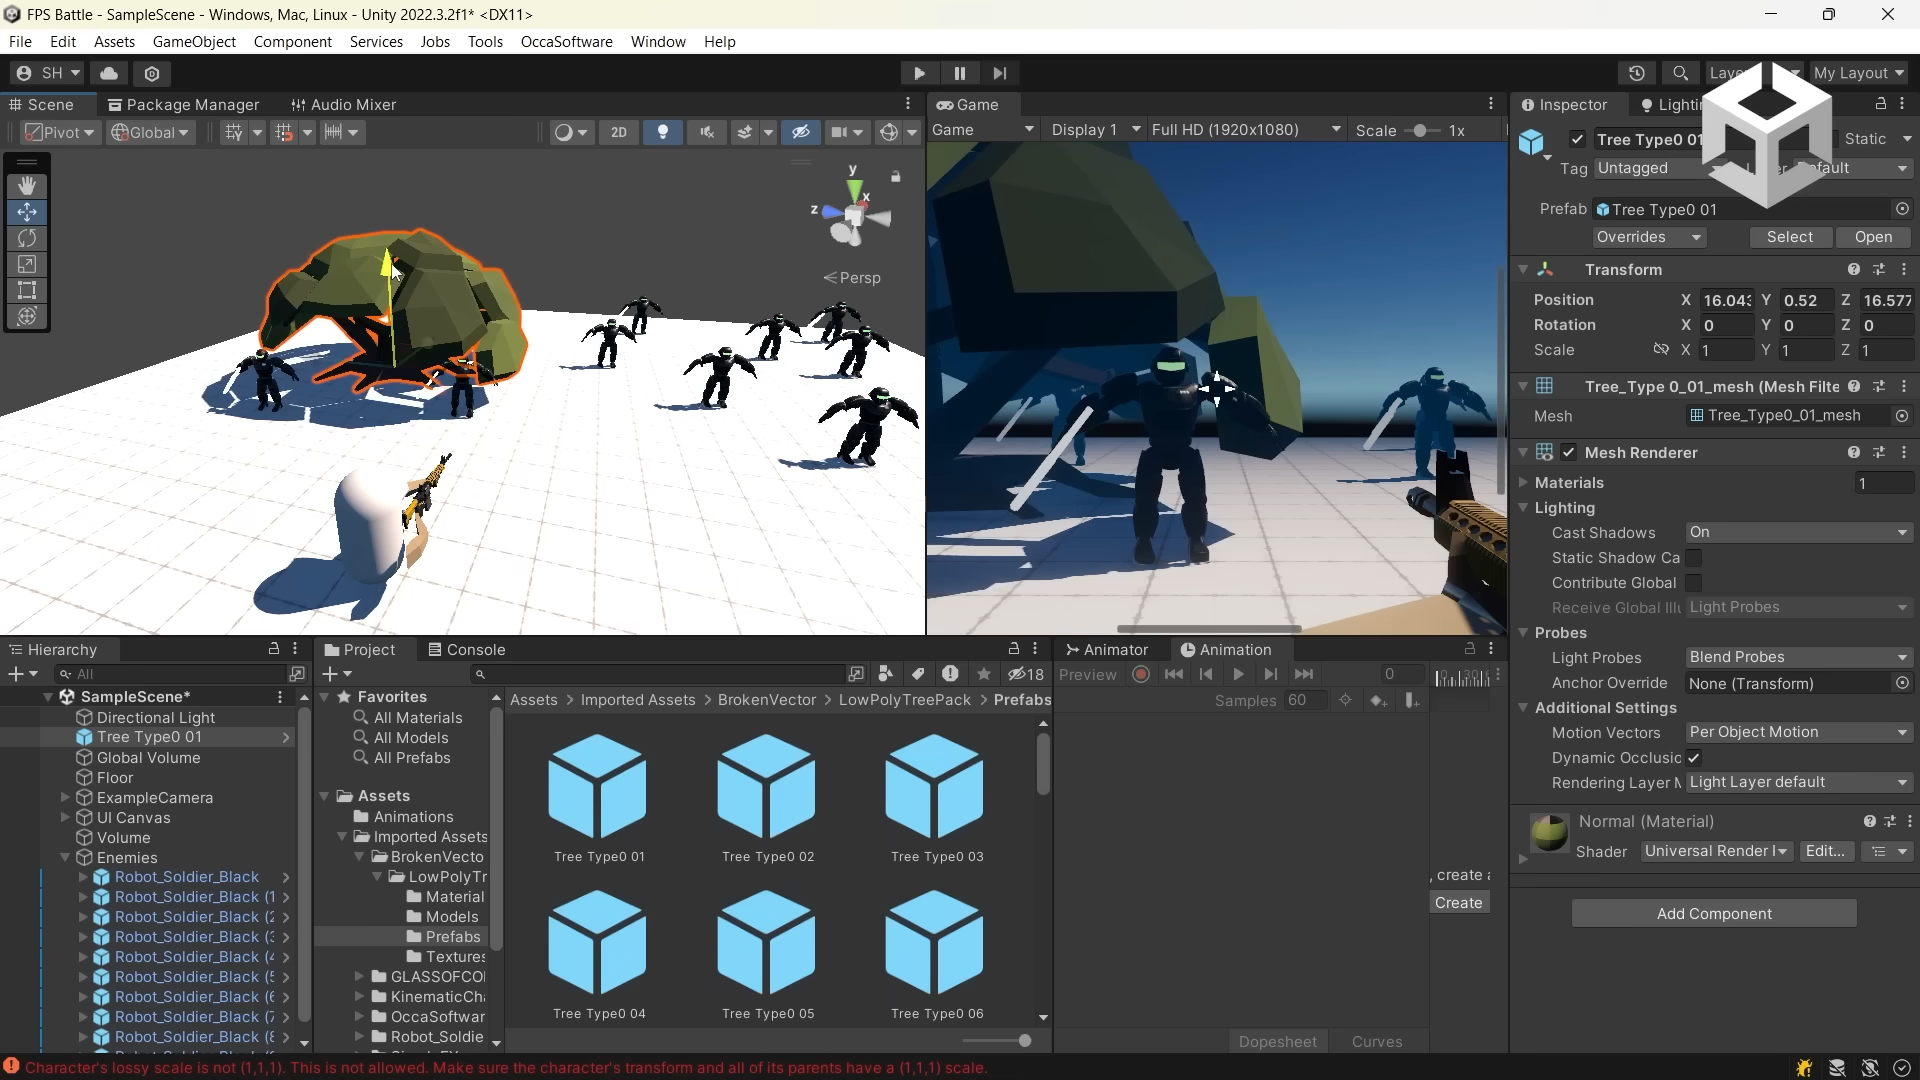 FPS Battle - SampleScene - Windows, Mac, Linux - Unity 2022.3.2f1* <DX11>
File Edit Assets GameObject Component Services Jobs Tools OccaSoftware Window Help
SH
My Layout
Scene Package Manager Audio Mixer
Pivot Global 2D
y
x
z
Persp
Game
Game Display 1 Full HD (1920x1080) Scale 1x
Inspector
Tree Type0 01 Static
Tag Untagged
Prefab Tree Type0 01
Overrides Select Open
Transform
Position X 16.043 Y 0.52 Z 16.577
Rotation X 0 Y 0 Z 0
Scale X 1 Y 1 Z 1
Tree_Type 0_01_mesh (Mesh Filte
Mesh Tree_Type0_01_mesh
Mesh Renderer
Materials 1
Lighting
Cast Shadows On
Static Shadow Ca
Contribute Global
Receive Global Illu Light Probes
Probes
Light Probes Blend Probes
Anchor Override None (Transform)
Additional Settings
Motion Vectors Per Object Motion
Dynamic Occlusic
Rendering Layer M Light Layer default
Normal (Material)
Shader Universal Render Edit...
Add Component
Hierarchy
All
SampleScene*
Directional Light
Tree Type0 01
Global Volume
Floor
ExampleCamera
UI Canvas
Volume
Enemies
Robot_Soldier_Black
Robot_Soldier_Black (1
Robot_Soldier_Black (2
Robot_Soldier_Black (3
Robot_Soldier_Black (4
Robot_Soldier_Black (5
Robot_Soldier_Black (6
Robot_Soldier_Black (7
Robot_Soldier_Black (8
Project Console
18
Favorites
All Materials
All Models
All Prefabs
Assets
Animations
Imported Assets
BrokenVecto
LowPolyTr
Material
Models
Prefabs
Textures
GLASSOFCO
KinematicCha
OccaSoftwar
Robot_Soldie
Assets > Imported Assets > BrokenVector > LowPolyTreePack > Prefabs
Tree Type0 01 Tree Type0 02 Tree Type0 03
Tree Type0 04 Tree Type0 05 Tree Type0 06
Animator Animation
Preview 0
Samples 60
, create a
Create
Dopesheet Curves
Character's lossy scale is not (1,1,1). This is not allowed. Make sure the character's transform and all of its parents have a (1,1,1) scale.